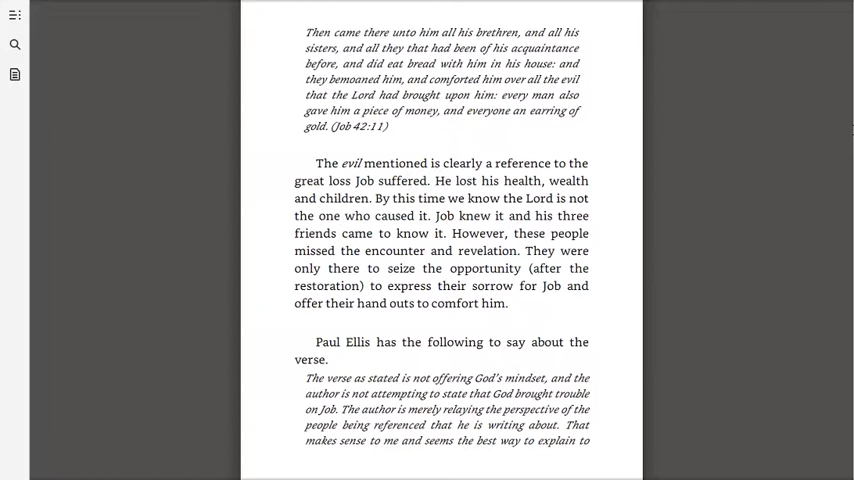 Then came there unto him all his brethren, and all his
sisters, and all they that had been of his acquaintance
before, and did eat bread with him in his house: and
they bemoaned him, and comforted him over all the evil
that the Lord had brought upon him: every man also
gave him a piece of money, and everyone an earring of
gold. (Job 42:11)
The evil mentioned is clearly a reference to the
great loss Job suffered. He lost his health, wealth
and children. By this time we know the Lord is not
the one who caused it. Job knew it and his three
friends came to know it. However, these people
missed the encounter and revelation. They were
only there to seize the opportunity (after the
restoration) to express their sorrow for Job and
offer their hand outs to comfort him.
Paul Ellis has the following to say about the
verse.
The verse as stated is not offering God's mindset, and the
author is not attempting to state that God brought trouble
on Job. The author is merely relaying the perspective of the
people being referenced that he is writing about. That
makes sense to me and seems the best way to explain to